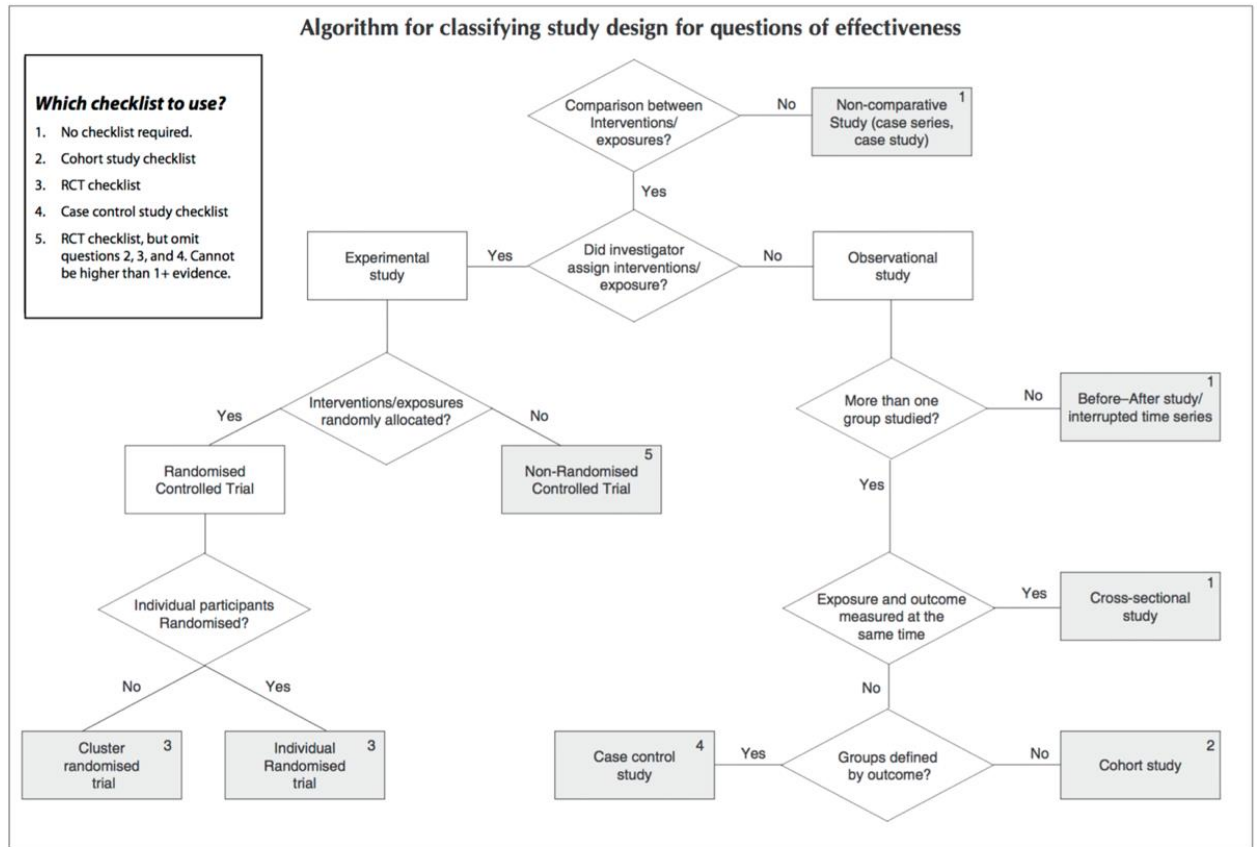 Algorithm for classifying study design for questions of effectiveness
Which checklist to use?
1. No checklist required.
2. Cohort study checklist
3. RCT checklist
4. Case control study checklist
5. RCT checklist, but omit
questions 2, 3, and 4. Cannot
be higher than 1+ evidence.
Comparison between
Interventions/
exposures?
No
1
Non-comparative
Study (case series,
case study)
Yes
Did investigator
assign interventions/
exposure?
Yes
Experimental
study
No
Observational
study
Interventions/exposures
randomly allocated?
Yes
Randomised
Controlled Trial
No
5
Non-Randomised
Controlled Trial
More than one
group studied?
No
1
Before–After study/
interrupted time series
Yes
Individual participants
Randomised?
Exposure and outcome
measured at the
same time
Yes
1
Cross-sectional
study
No
No
Yes
Cluster
randomised
trial
3
Individual
Randomised
trial
3
Groups defined
by outcome?
Yes
4
Case control
study
No
2
Cohort study